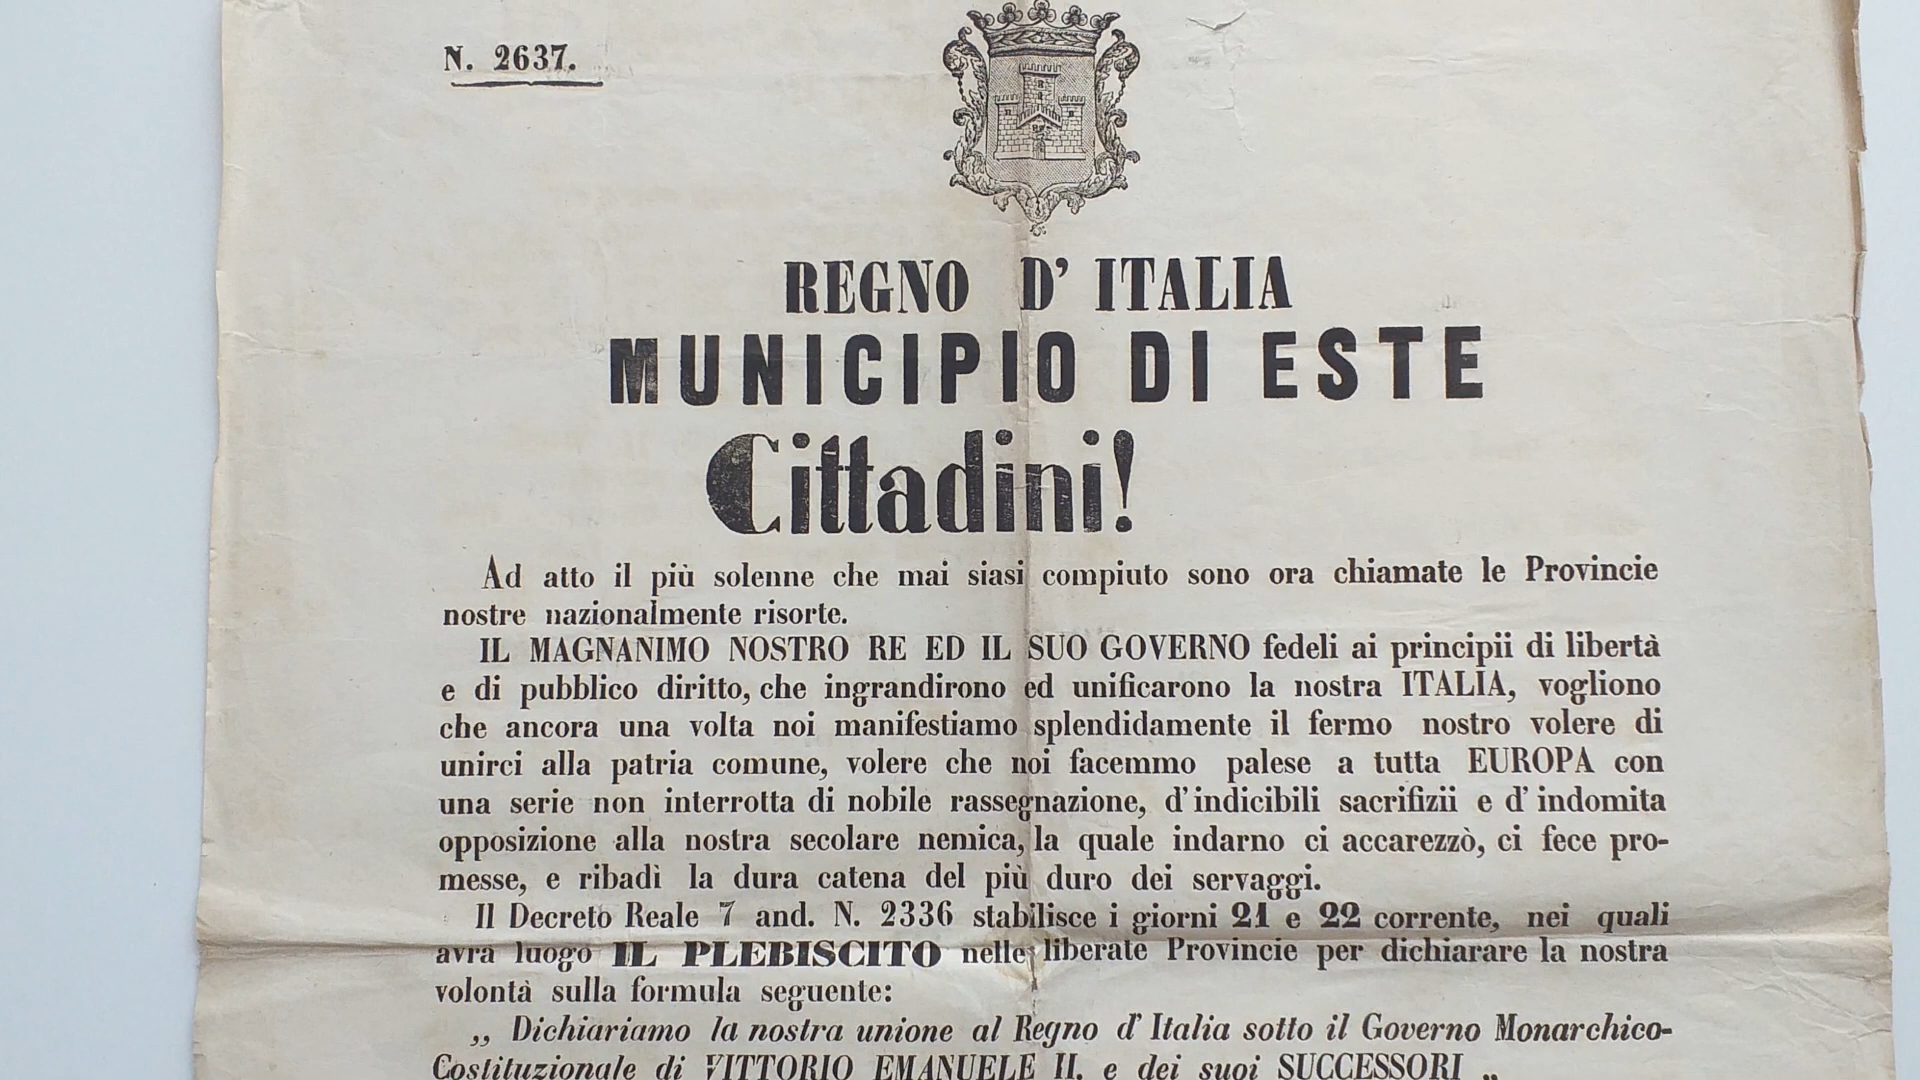 N. 2637.
REGNO D' ITALIA
MUNICIPIO DI ESTE
Cittadini!
Ad atto il più solenne che mai siasi compiuto sono ora chiamate le Provincie
nostre nazionalmente risorte.
IL MAGNANIMO NOSTRO RE ED IL SUO GOVERNO fedeli ai principii di libertà
e di pubblico diritto, che ingrandirono ed unificarono la nostra ITALIA, vogliono
che ancora una volta noi manifestiamo splendidamente il fermo nostro volere di
unirci alla patria comune, volere che noi facemmo palese a tutta EUROPA con
una serie non interrotta di nobile rassegnazione, d'indicibili sacrifizii e d'indomita
opposizione alla nostra secolare nemica, la quale indarno ci accarezzò, ci fece pro-
messe, e ribadì la dura catena del più duro dei servaggi.
Il Decreto Reale 7 and. N. 2336 stabilisce i giorni 21 e 22 corrente, nei quali
avrà luogo IL PLEBISCITO nelle liberate Provincie per dichiarare la nostra
volontà sulla formula seguente:
„ Dichiariamo la nostra unione al Regno d'Italia sotto il Governo Monarchico-
Costituzionale di VITTORIO EMANUELE II. e dei suoi SUCCESSORI „